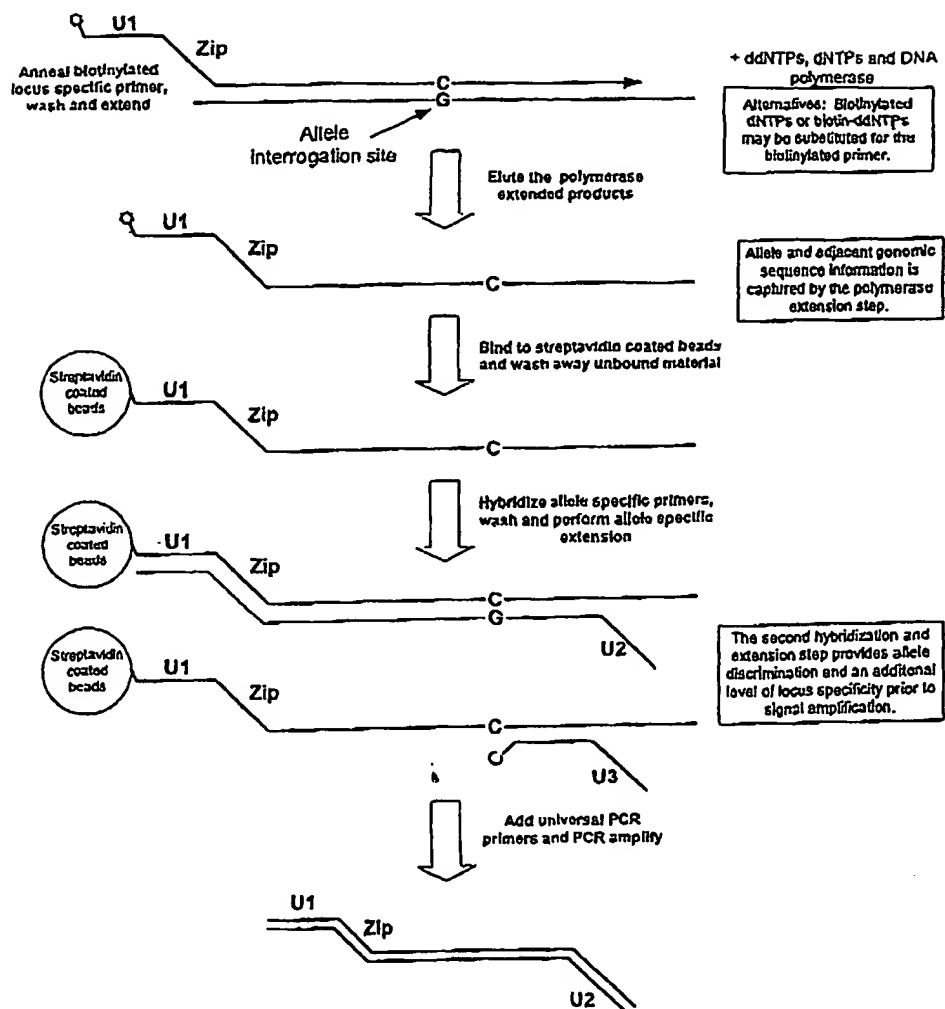 U1
Zip
Anneal biotinylated
locus specific primer,
wash and extend
C
G
Allele
interrogation site
+ ddNTPs, dNTPs and DNA
polymerase
Alternatives: Biotinylated
dNTPs or biotin-ddNTPs
may be substituted for the
biotinylated primer.
Elute the polymerase
extended products
U1
Zip
C
Allele and adjacent genomic
sequence information is
captured by the polymerase
extension step.
Bind to streptavidin coated beads
and wash away unbound material
Streptavidin
coated
beads
U1
Zip
C
Hybridize allele specific primers,
wash and perform allele specific
extension
Streptavidin
coated
beads
U1
Zip
C
G
U2
Streptavidin
coated
beads
U1
Zip
C
C
U3
The second hybridization and
extension step provides allele
discrimination and an additional
level of locus specificity prior to
signal amplification.
Add universal PCR
primers and PCR amplify
U1
Zip
U2